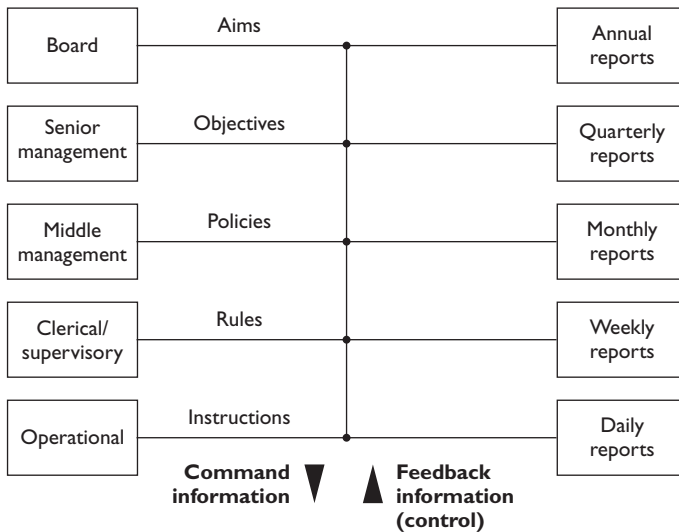 Board
Aims
Annual
reports
Senior
management
Objectives
Quarterly
reports
Middle
management
Policies
Monthly
reports
Clerical/
supervisory
Rules
Weekly
reports
Operational
Instructions
Daily
reports
Command
information
Feedback
information
(control)